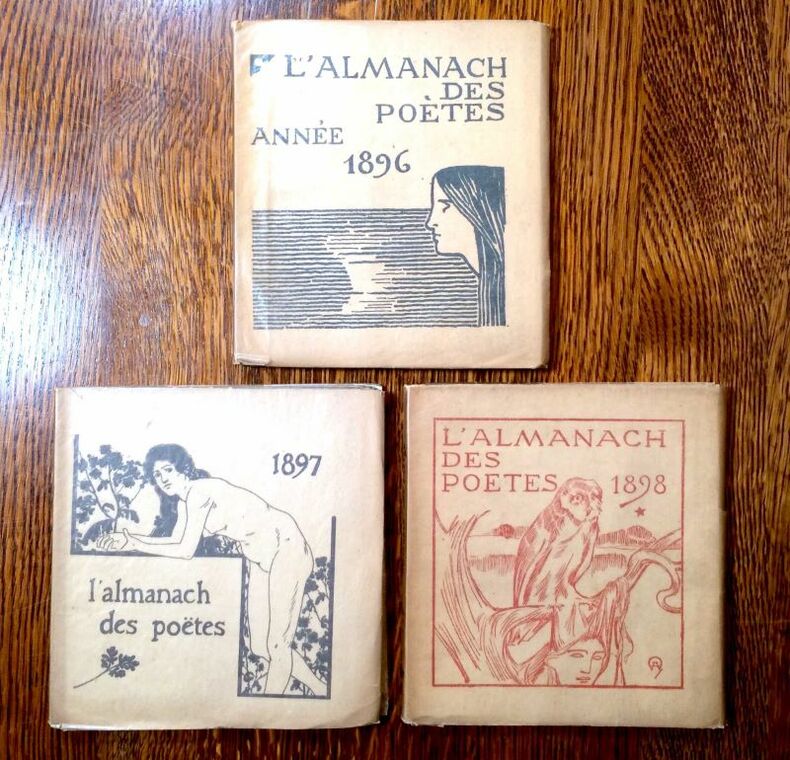 L'ALMANACH
DES
POÈTES
ANNÉE
1896
1897
l'almanach
des poëtes
L'ALMANACH
DES
POETES 1898